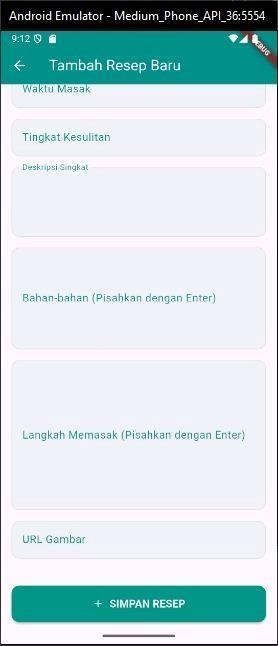 Android Emulator - Medium_Phone_API_36:5554
9:12
DEBUG
Tambah Resep Baru
Waktu Masak
Tingkat Kesulitan
Deskripsi Singkat
Bahan-bahan (Pisahkan dengan Enter)
Langkah Memasak (Pisahkan dengan Enter)
URL Gambar
+ SIMPAN RESEP